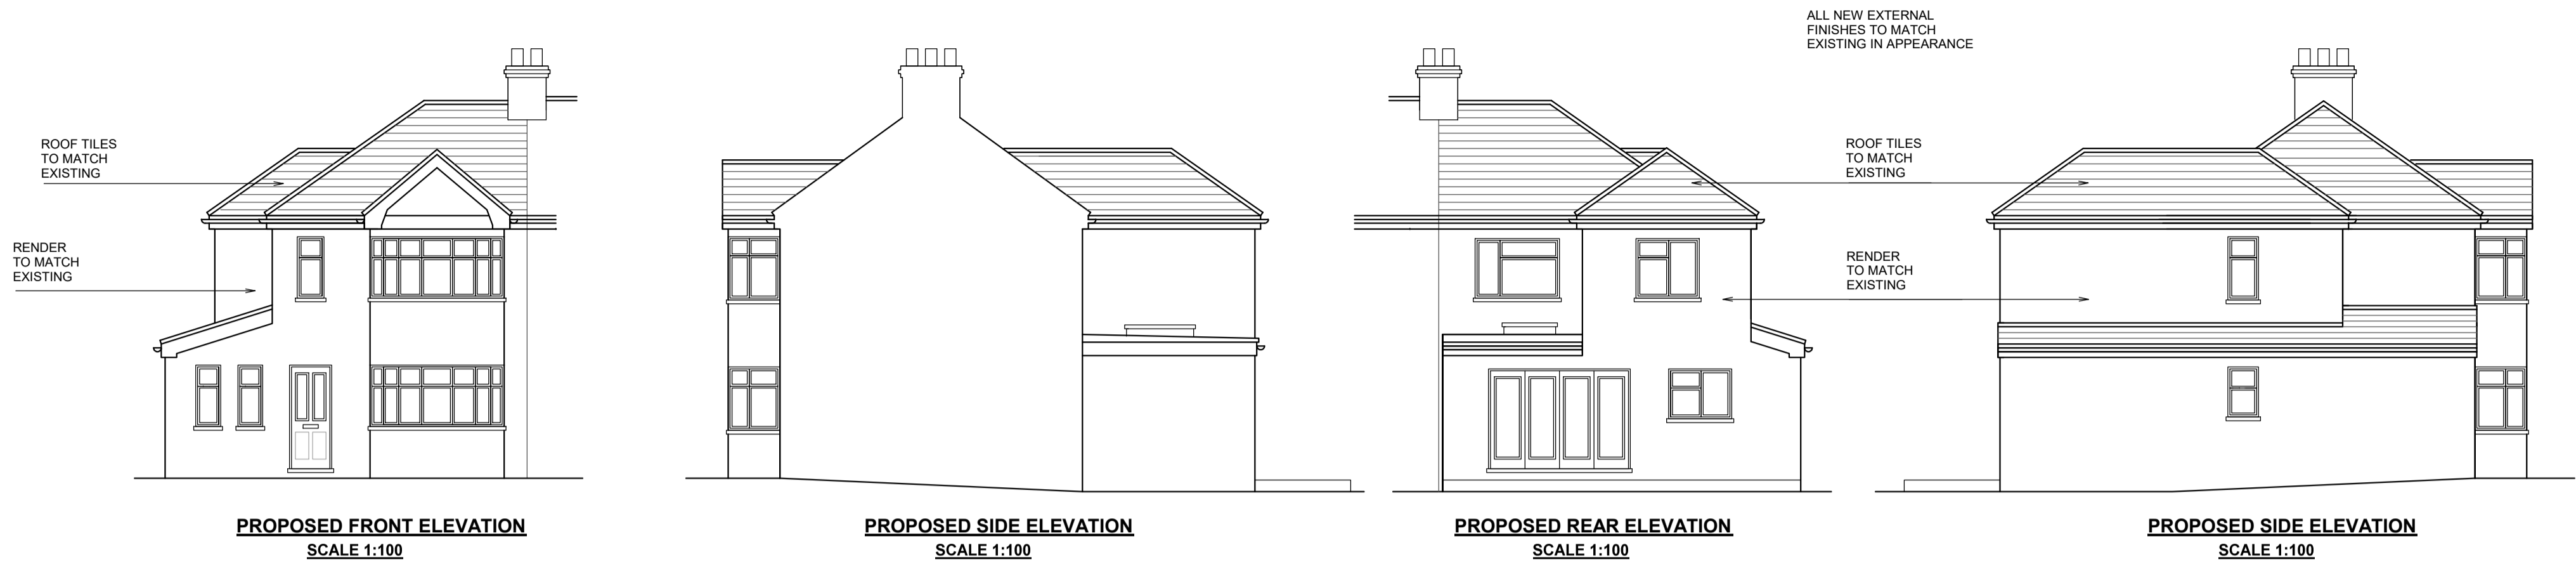 ALL NEW EXTERNAL
FINISHES TO MATCH
EXISTING IN APPEARANCE
ROOF TILES
TO MATCH
EXISTING
RENDER
TO MATCH
EXISTING
ROOF TILES
TO MATCH
EXISTING
RENDER
TO MATCH
EXISTING
PROPOSED FRONT ELEVATION
SCALE 1:100
PROPOSED SIDE ELEVATION
SCALE 1:100
PROPOSED REAR ELEVATION
SCALE 1:100
PROPOSED SIDE ELEVATION
SCALE 1:100